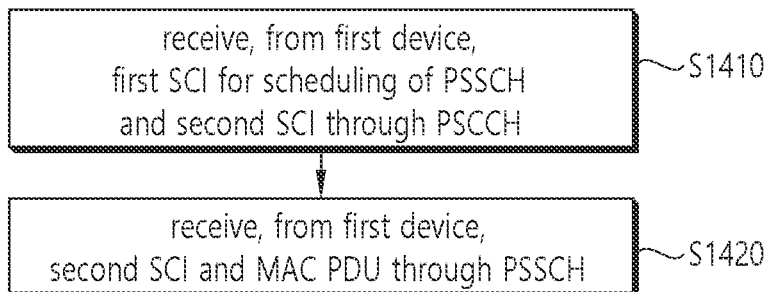 receive, from first device,
first SCI for scheduling of PSSCH
and second SCI through PSCCH
S1410
receive, from first device,
second SCI and MAC PDU through PSSCH
S1420